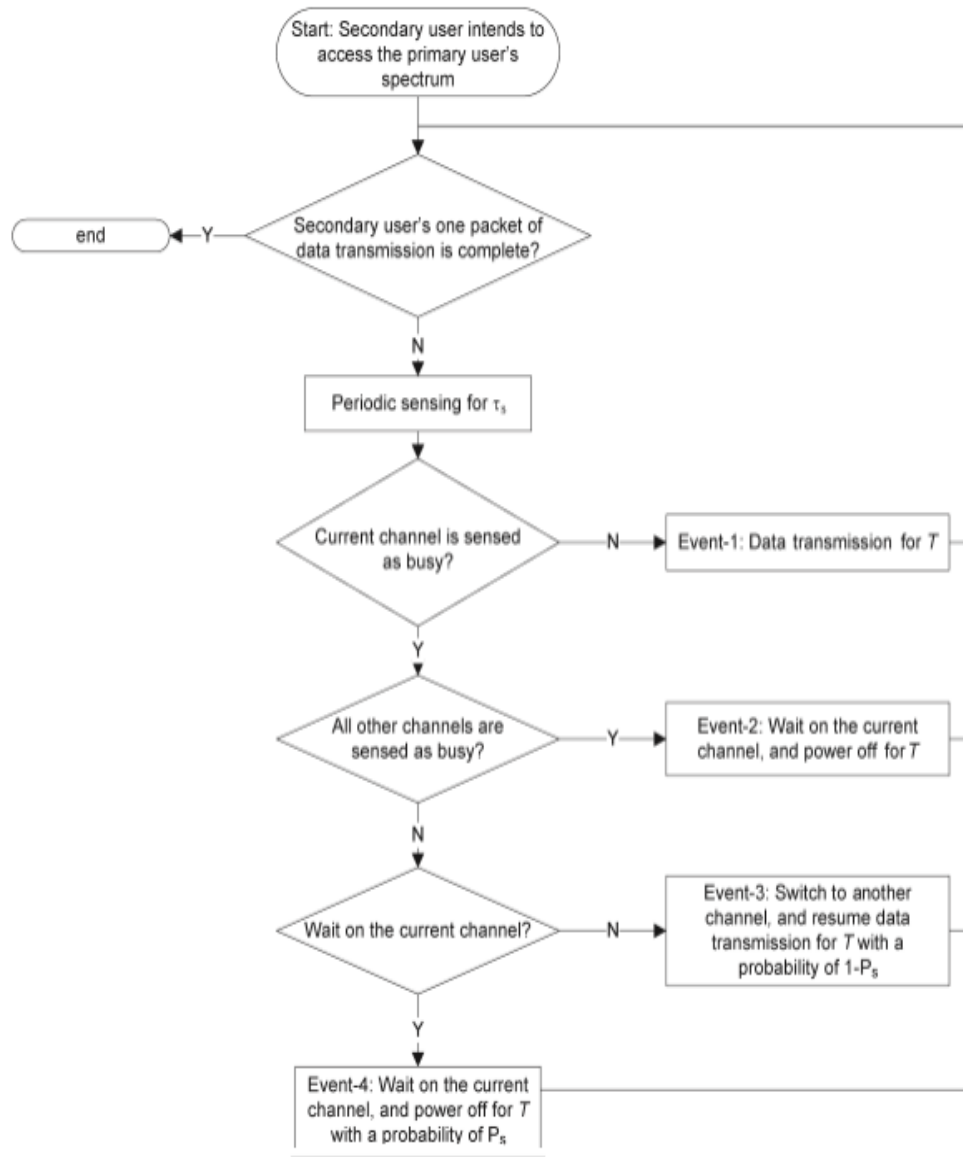 Start: Secondary user intends to
access the primary user's
spectrum
Secondary user's one packet of
data transmission is complete?
Y
end
N
Periodic sensing for τs
Current channel is sensed
as busy?
N
Event-1: Data transmission for T
Y
All other channels are
sensed as busy?
Y
Event-2: Wait on the current
channel, and power off for T
N
Wait on the current channel?
N
Event-3: Switch to another
channel, and resume data
transmission for T with a
probability of 1-Ps
Y
Event-4: Wait on the current
channel, and power off for T
with a probability of Ps